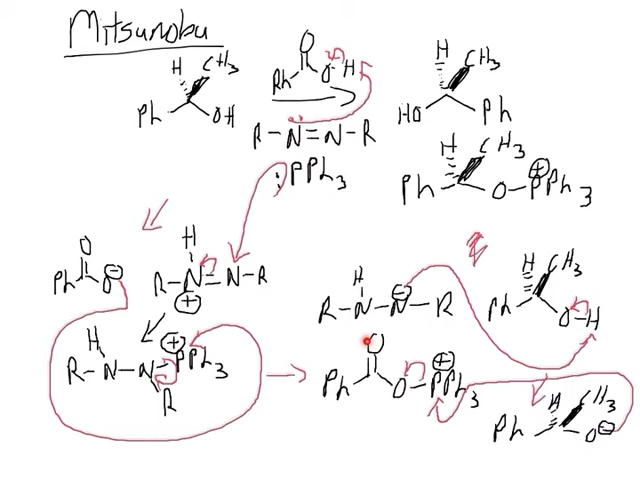 Mitsunobu
H CH3 Ph OH
O Ph O H
R-N=N-R
:PPh3
H CH3 HO Ph
H CH3 Ph O-PPh3 ⊕
O Ph O ⊖
H R-N=N-R ⊕
H R-N-N-PPh3 ⊕ R
H R-N-N-R ⊖
H CH3 Ph O-H
O Ph O-PPh3 ⊕
H CH3 Ph O ⊖